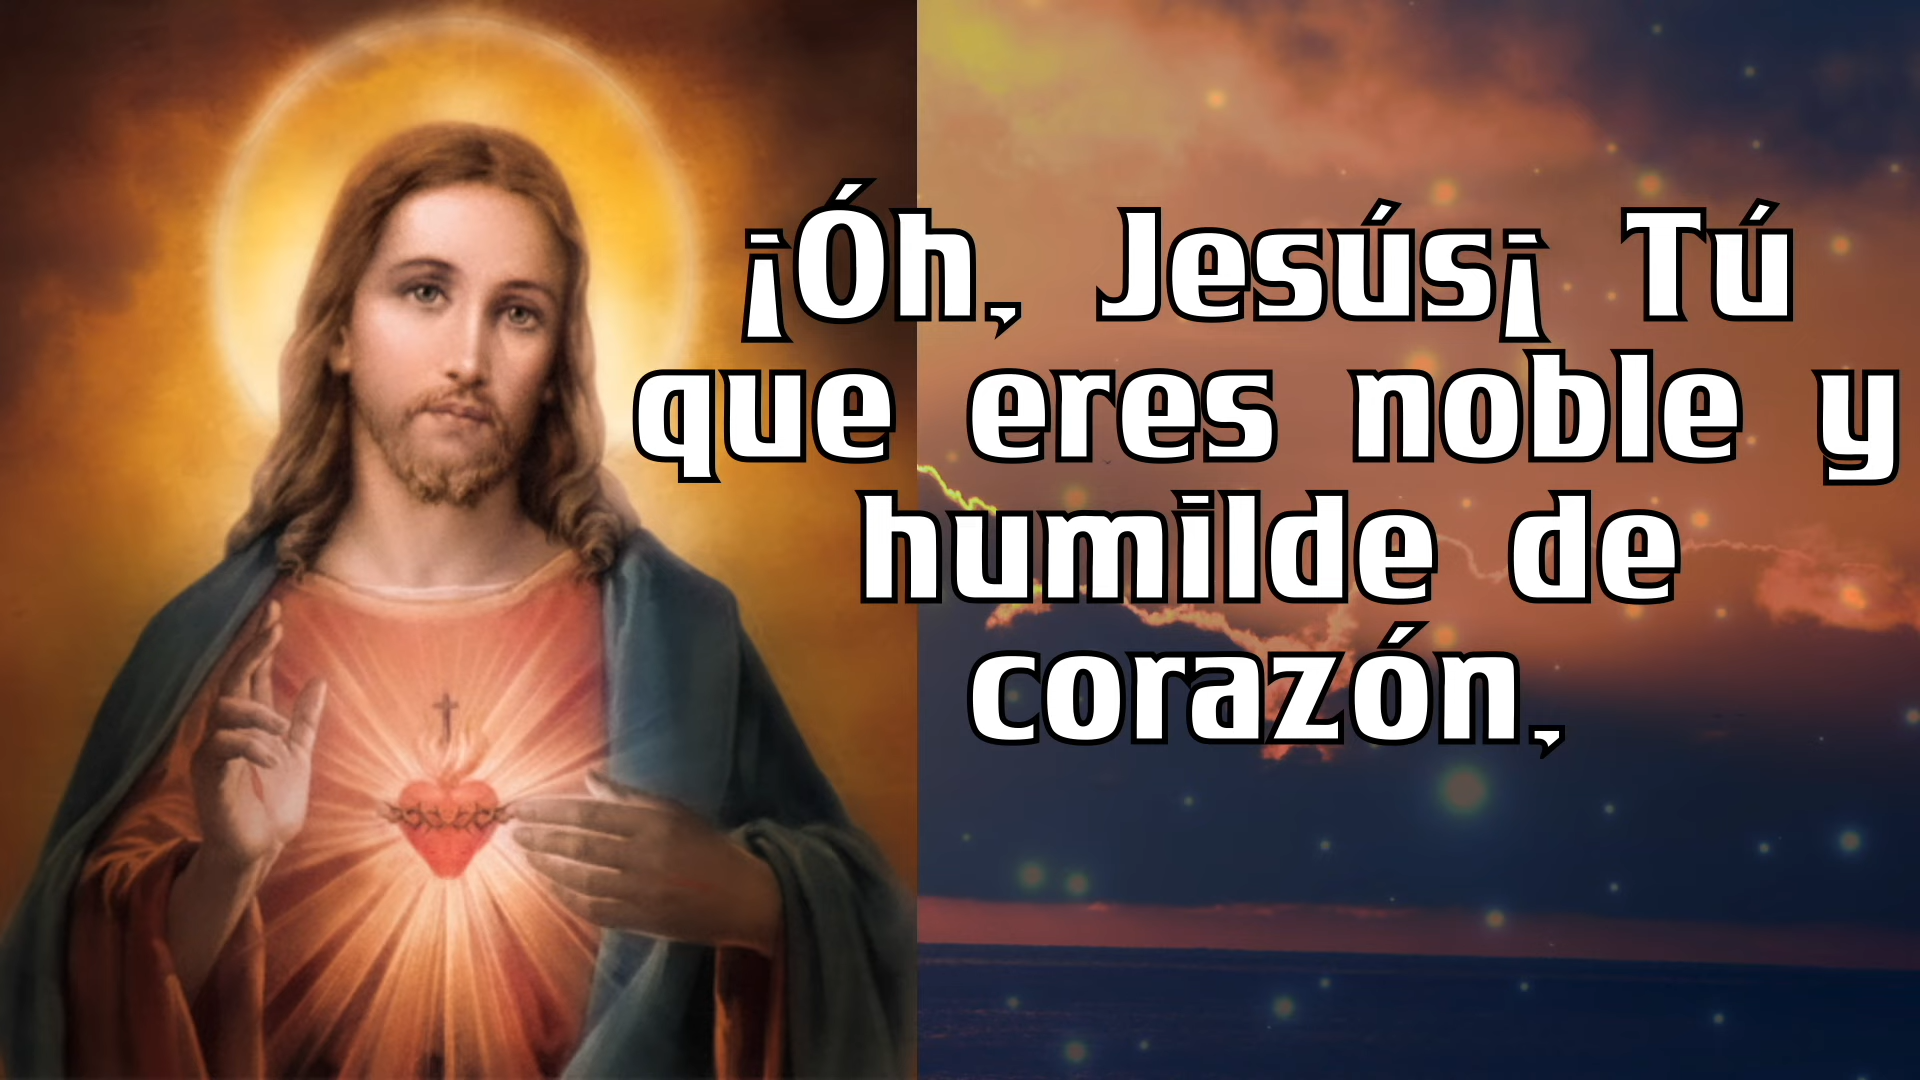 ¡Óh, Jesús¡ Tú
que eres noble y
humilde de
corazón,